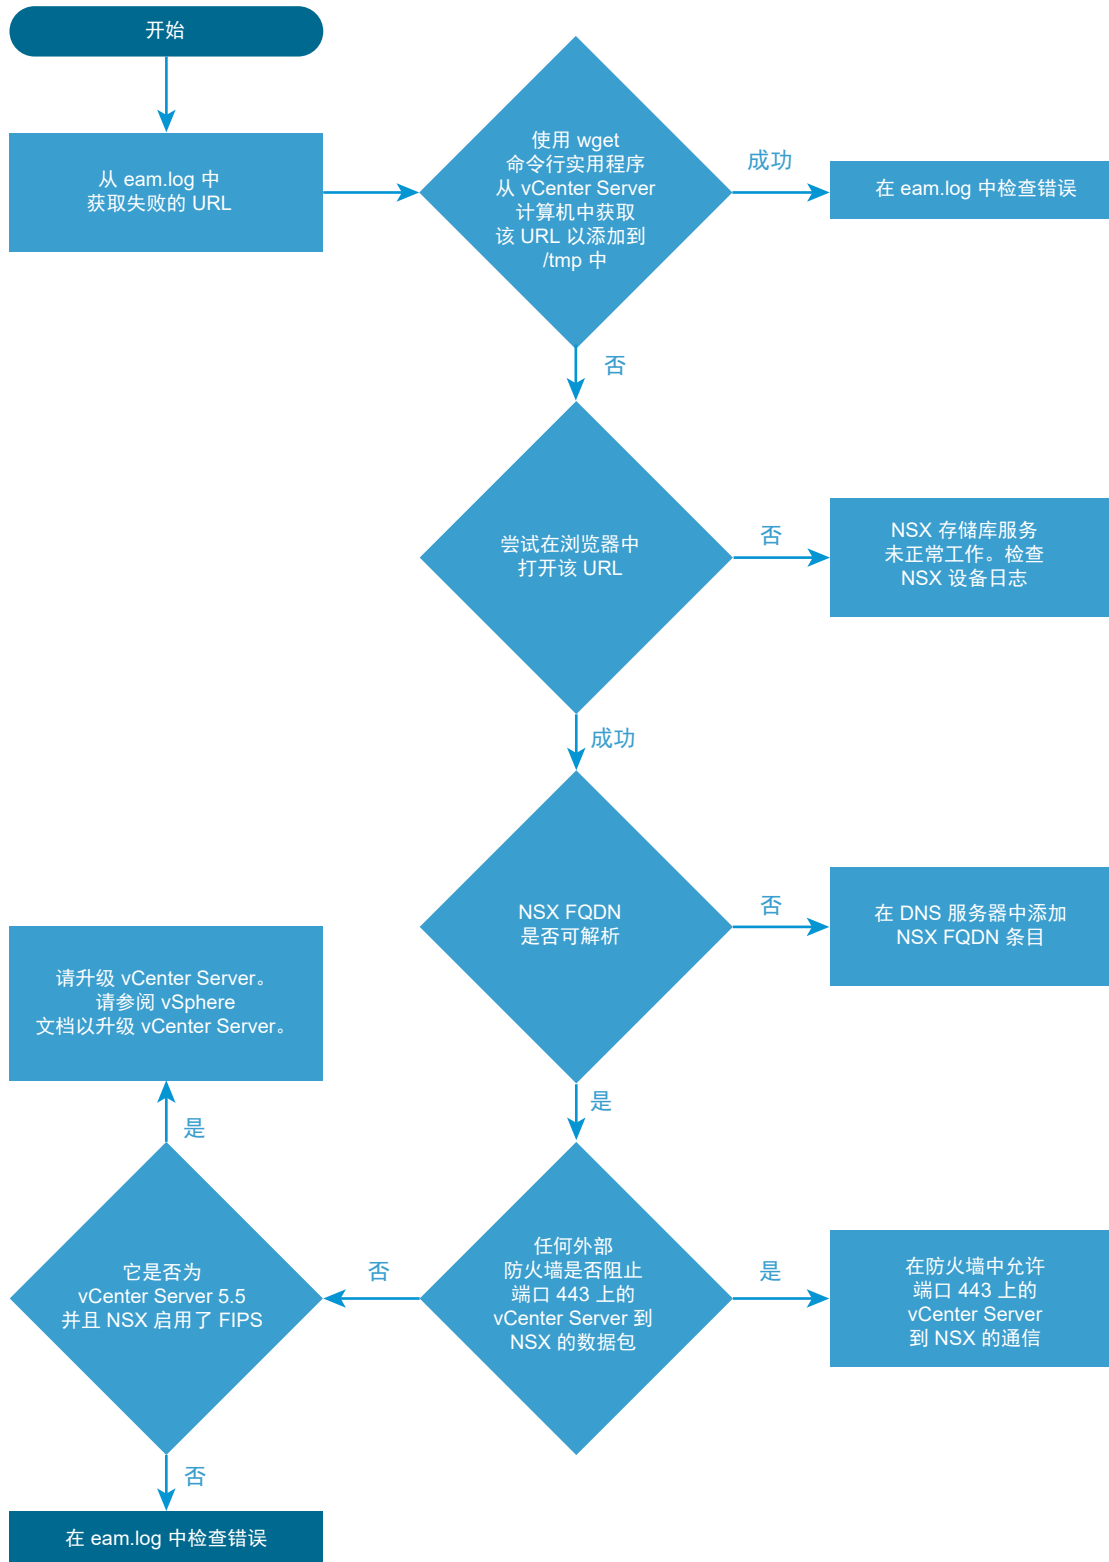 开始
从 eam.log 中
获取失败的 URL
使用 wget
命令行实用程序
从 vCenter Server
计算机中获取
该 URL 以添加到
/tmp 中
成功
在 eam.log 中检查错误
否
尝试在浏览器中
打开该 URL
否
NSX 存储库服务
未正常工作。检查
NSX 设备日志
成功
NSX FQDN
是否可解析
否
在 DNS 服务器中添加
NSX FQDN 条目
是
任何外部
防火墙是否阻止
端口 443 上的
vCenter Server 到
NSX 的数据包
是
在防火墙中允许
端口 443 上的
vCenter Server
到 NSX 的通信
否
它是否为
vCenter Server 5.5
并且 NSX 启用了 FIPS
是
请升级 vCenter Server。
请参阅 vSphere
文档以升级 vCenter Server。
否
在 eam.log 中检查错误